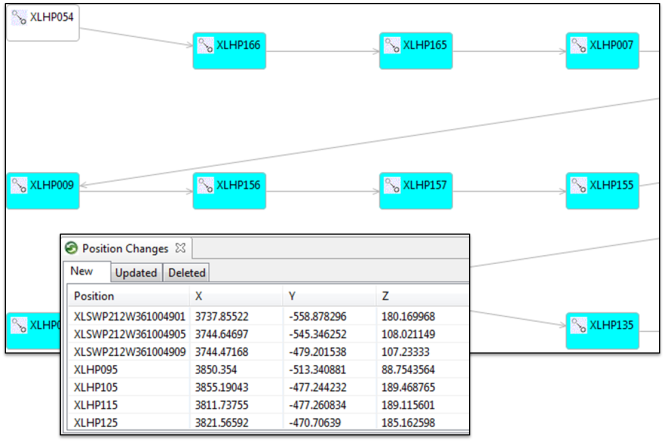 XLHP054
XLHP166
XLHP165
XLHP007
XLHP009
XLHP156
XLHP157
XLHP155
Position Changes
New Updated Deleted
Position X Y Z
XLSWP212W361004901 3737.85522 -558.878296 180.169968
XLSWP212W361004905 3744.64697 -545.346252 108.021149
XLSWP212W361004909 3744.47168 -479.201538 107.23333
XLHP095 3850.354 -513.340881 88.7543564
XLHP105 3855.19043 -477.244232 189.468765
XLHP115 3811.73755 -477.260834 189.115601
XLHP125 3821.56592 -470.70639 185.162598
XLHP135